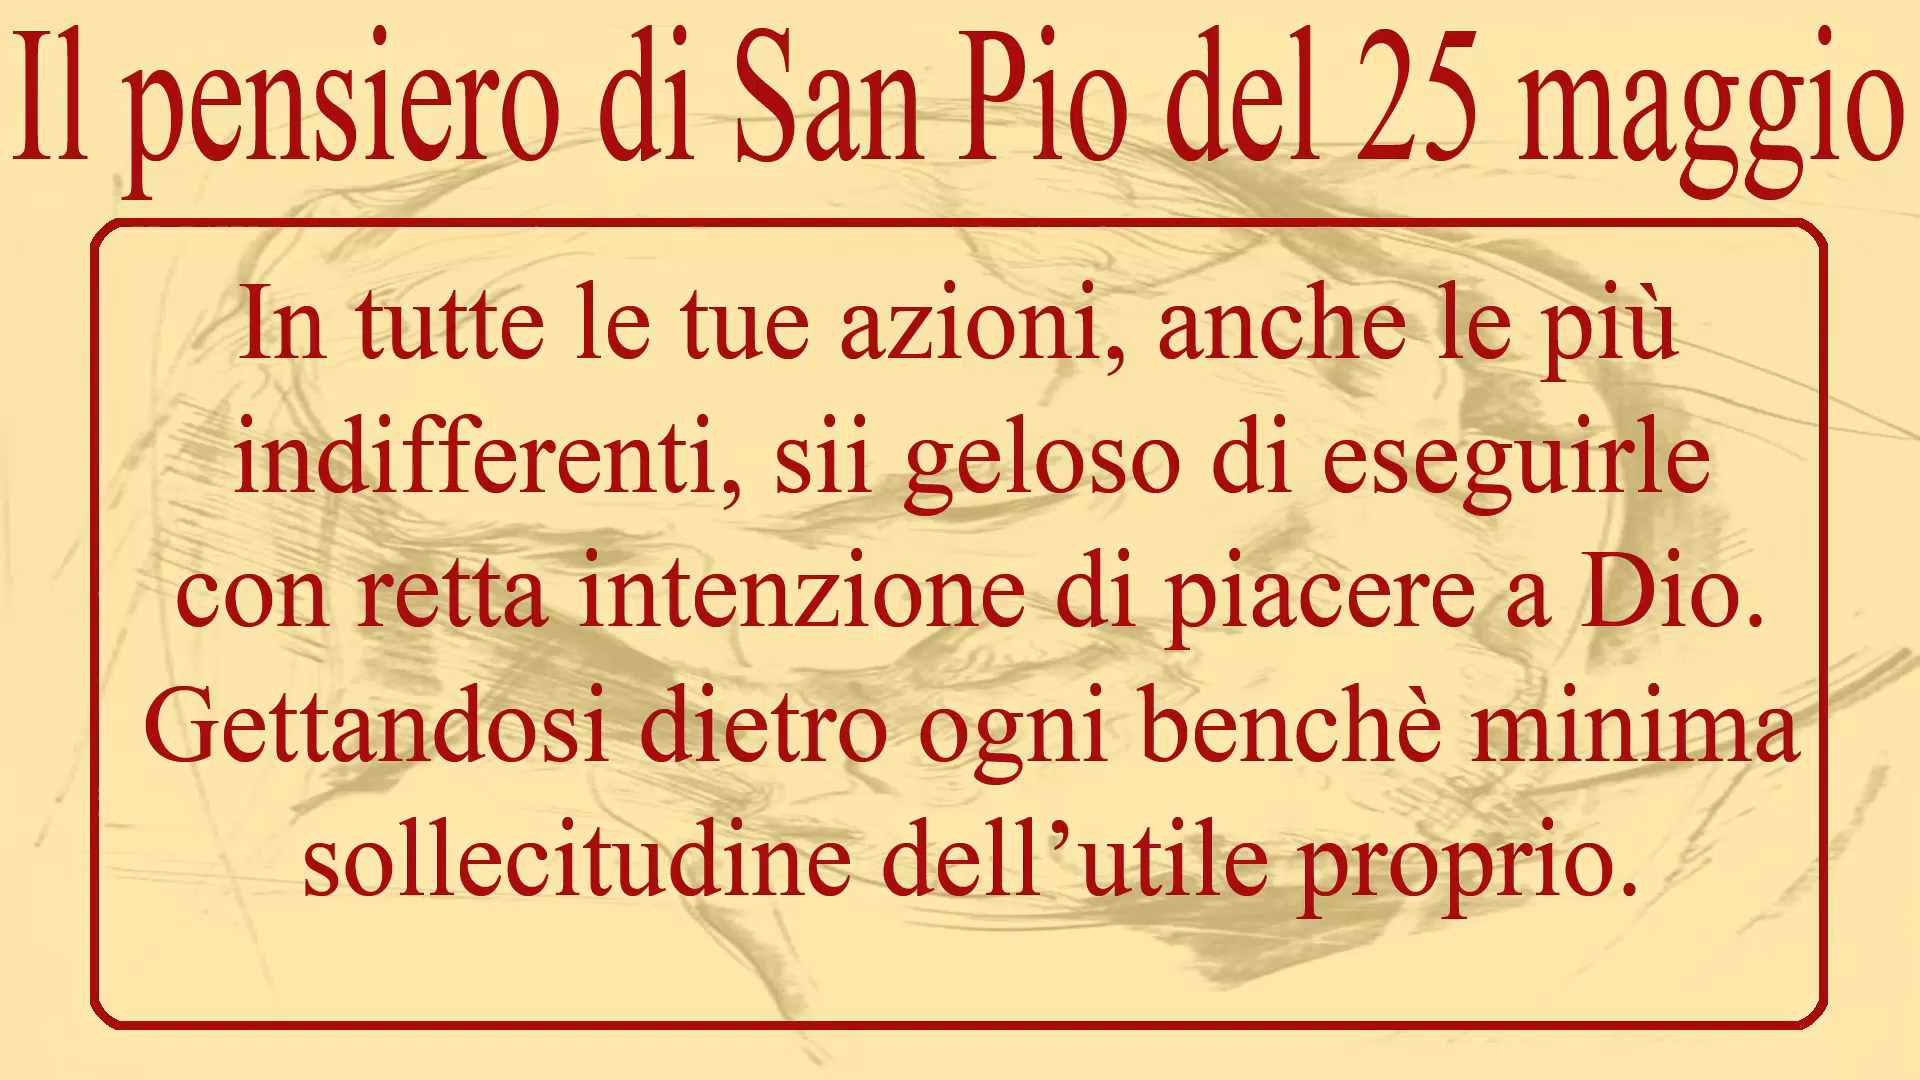 Il pensiero di San Pio del 25 maggio
In tutte le tue azioni, anche le più
indifferenti, sii geloso di eseguirle
con retta intenzione di piacere a Dio.
Gettandosi dietro ogni benchè minima
sollecitudine dell’utile proprio.